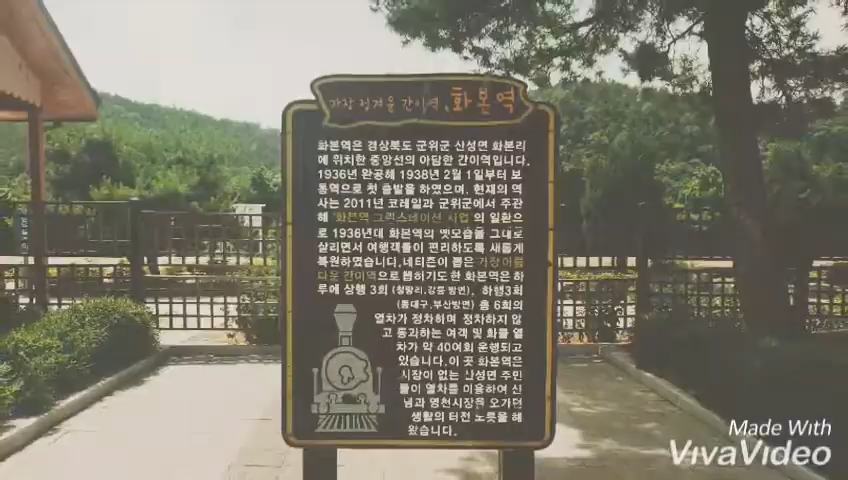 가장 정겨운 간이역, 화본역
화본역은 경상북도 군위군 산성면 화본리
에 위치한 중앙선의 아담한 간이역입니다.
1936년 완공해 1938년 2월 1일부터 보
통역으로 첫 출발을 하였으며, 현재의 역
사는 2011년 코레일과 군위군에서 주관
해 '화본역 그린스테이션 사업'의 일환으
로 1936년대 화본역의 옛모습을 그대로
살리면서 여행객들이 편리하도록 새롭게
복원하였습니다. 네티즌이 뽑은 가장 아름
다운 간이역으로 뽑히기도 한 화본역은 하
루에 상행 3회 (청량리,강릉 방면), 하행3회
(동대구,부산방면) 총 6회의
열차가 정차하며 정차하지 않
고 통과하는 여객 및 화물 열
차가 약 40여회 운행되고
있습니다. 이 곳 화본역은
시장이 없는 산성면 주민
들이 열차를 이용하여 신
녕과 영천시장을 오가던
생활의 터전 노릇을 해
왔습니다.
Made With
VivaVideo